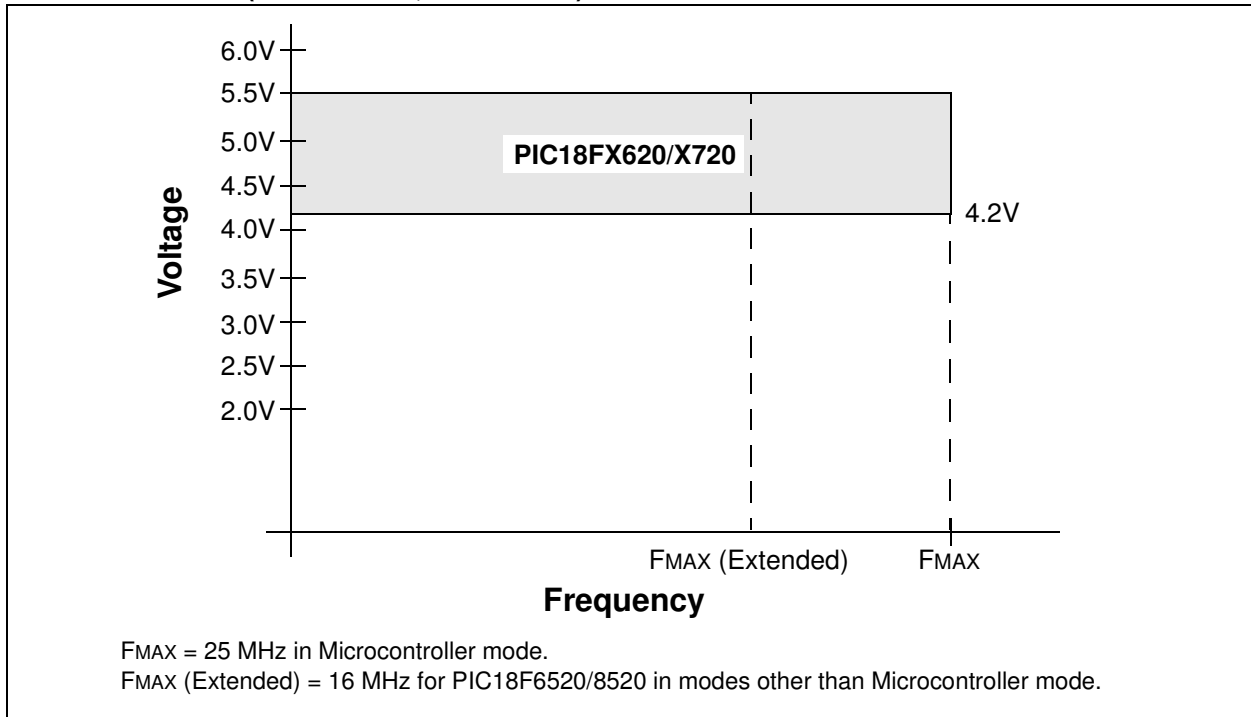 6.0V
5.5V
5.0V
PIC18FX620/X720
4.5V
4.2V
4.0V
Voltage
3.5V
3.0V
2.5V
2.0V
FMAX (Extended)
FMAX
Frequency
FMAX = 25 MHz in Microcontroller mode.
FMAX (Extended) = 16 MHz for PIC18F6520/8520 in modes other than Microcontroller mode.